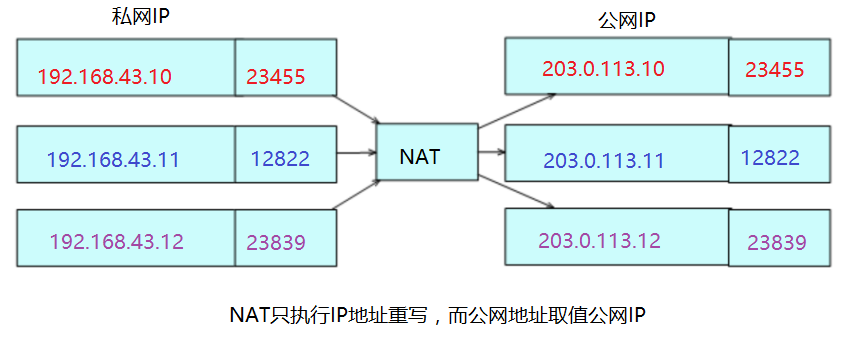 私网IP 公网IP
192.168.43.10 23455 203.0.113.10 23455
192.168.43.11 12822 NAT 203.0.113.11 12822
192.168.43.12 23839 203.0.113.12 23839
NAT只执行IP地址重写，而公网地址取值公网IP